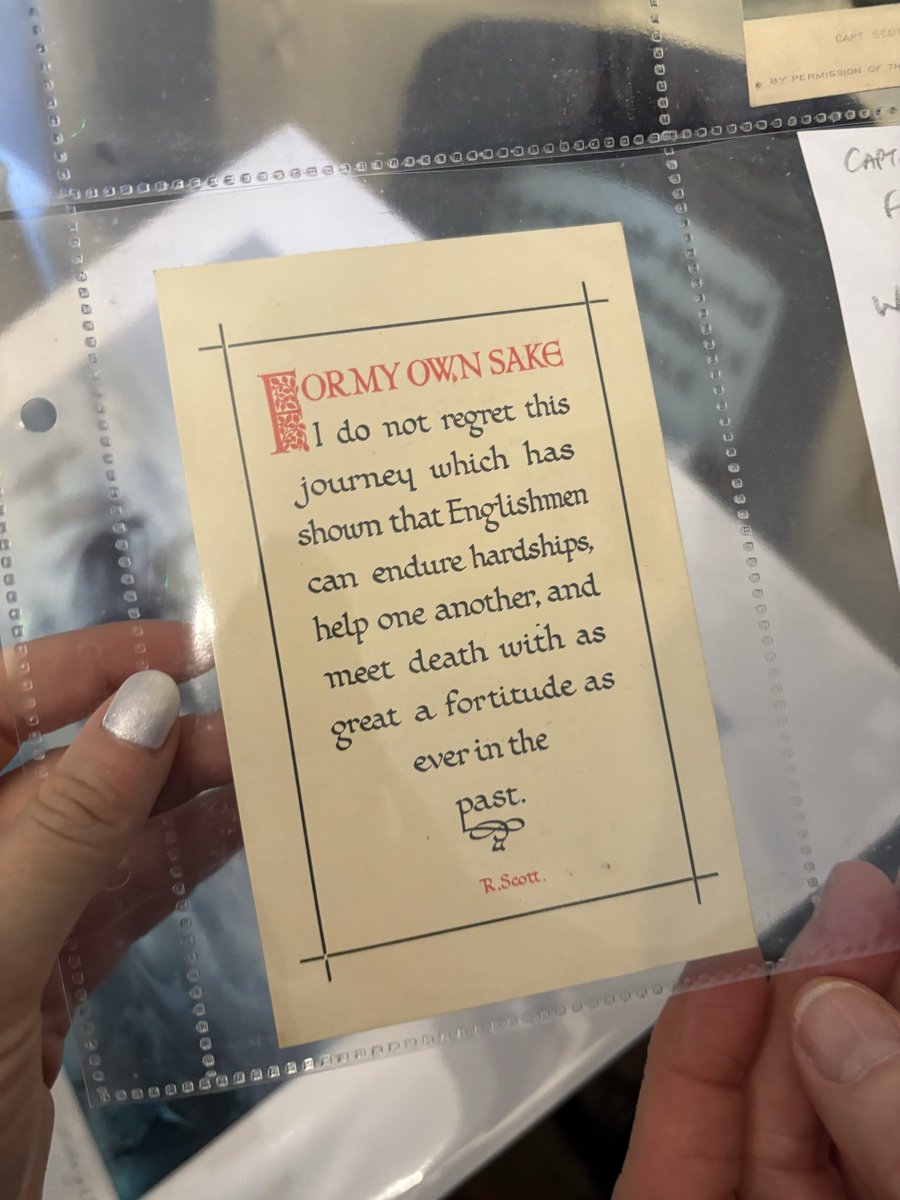 CAPT SCOT
BY PERMISSION OF TH
CAPT.
FOR MY OWN SAKE
I do not regret this
journey which has
shown that Englishmen
can endure hardships,
help one another, and
meet death with as
great a fortitude as
ever in the
past.
R. Scott.